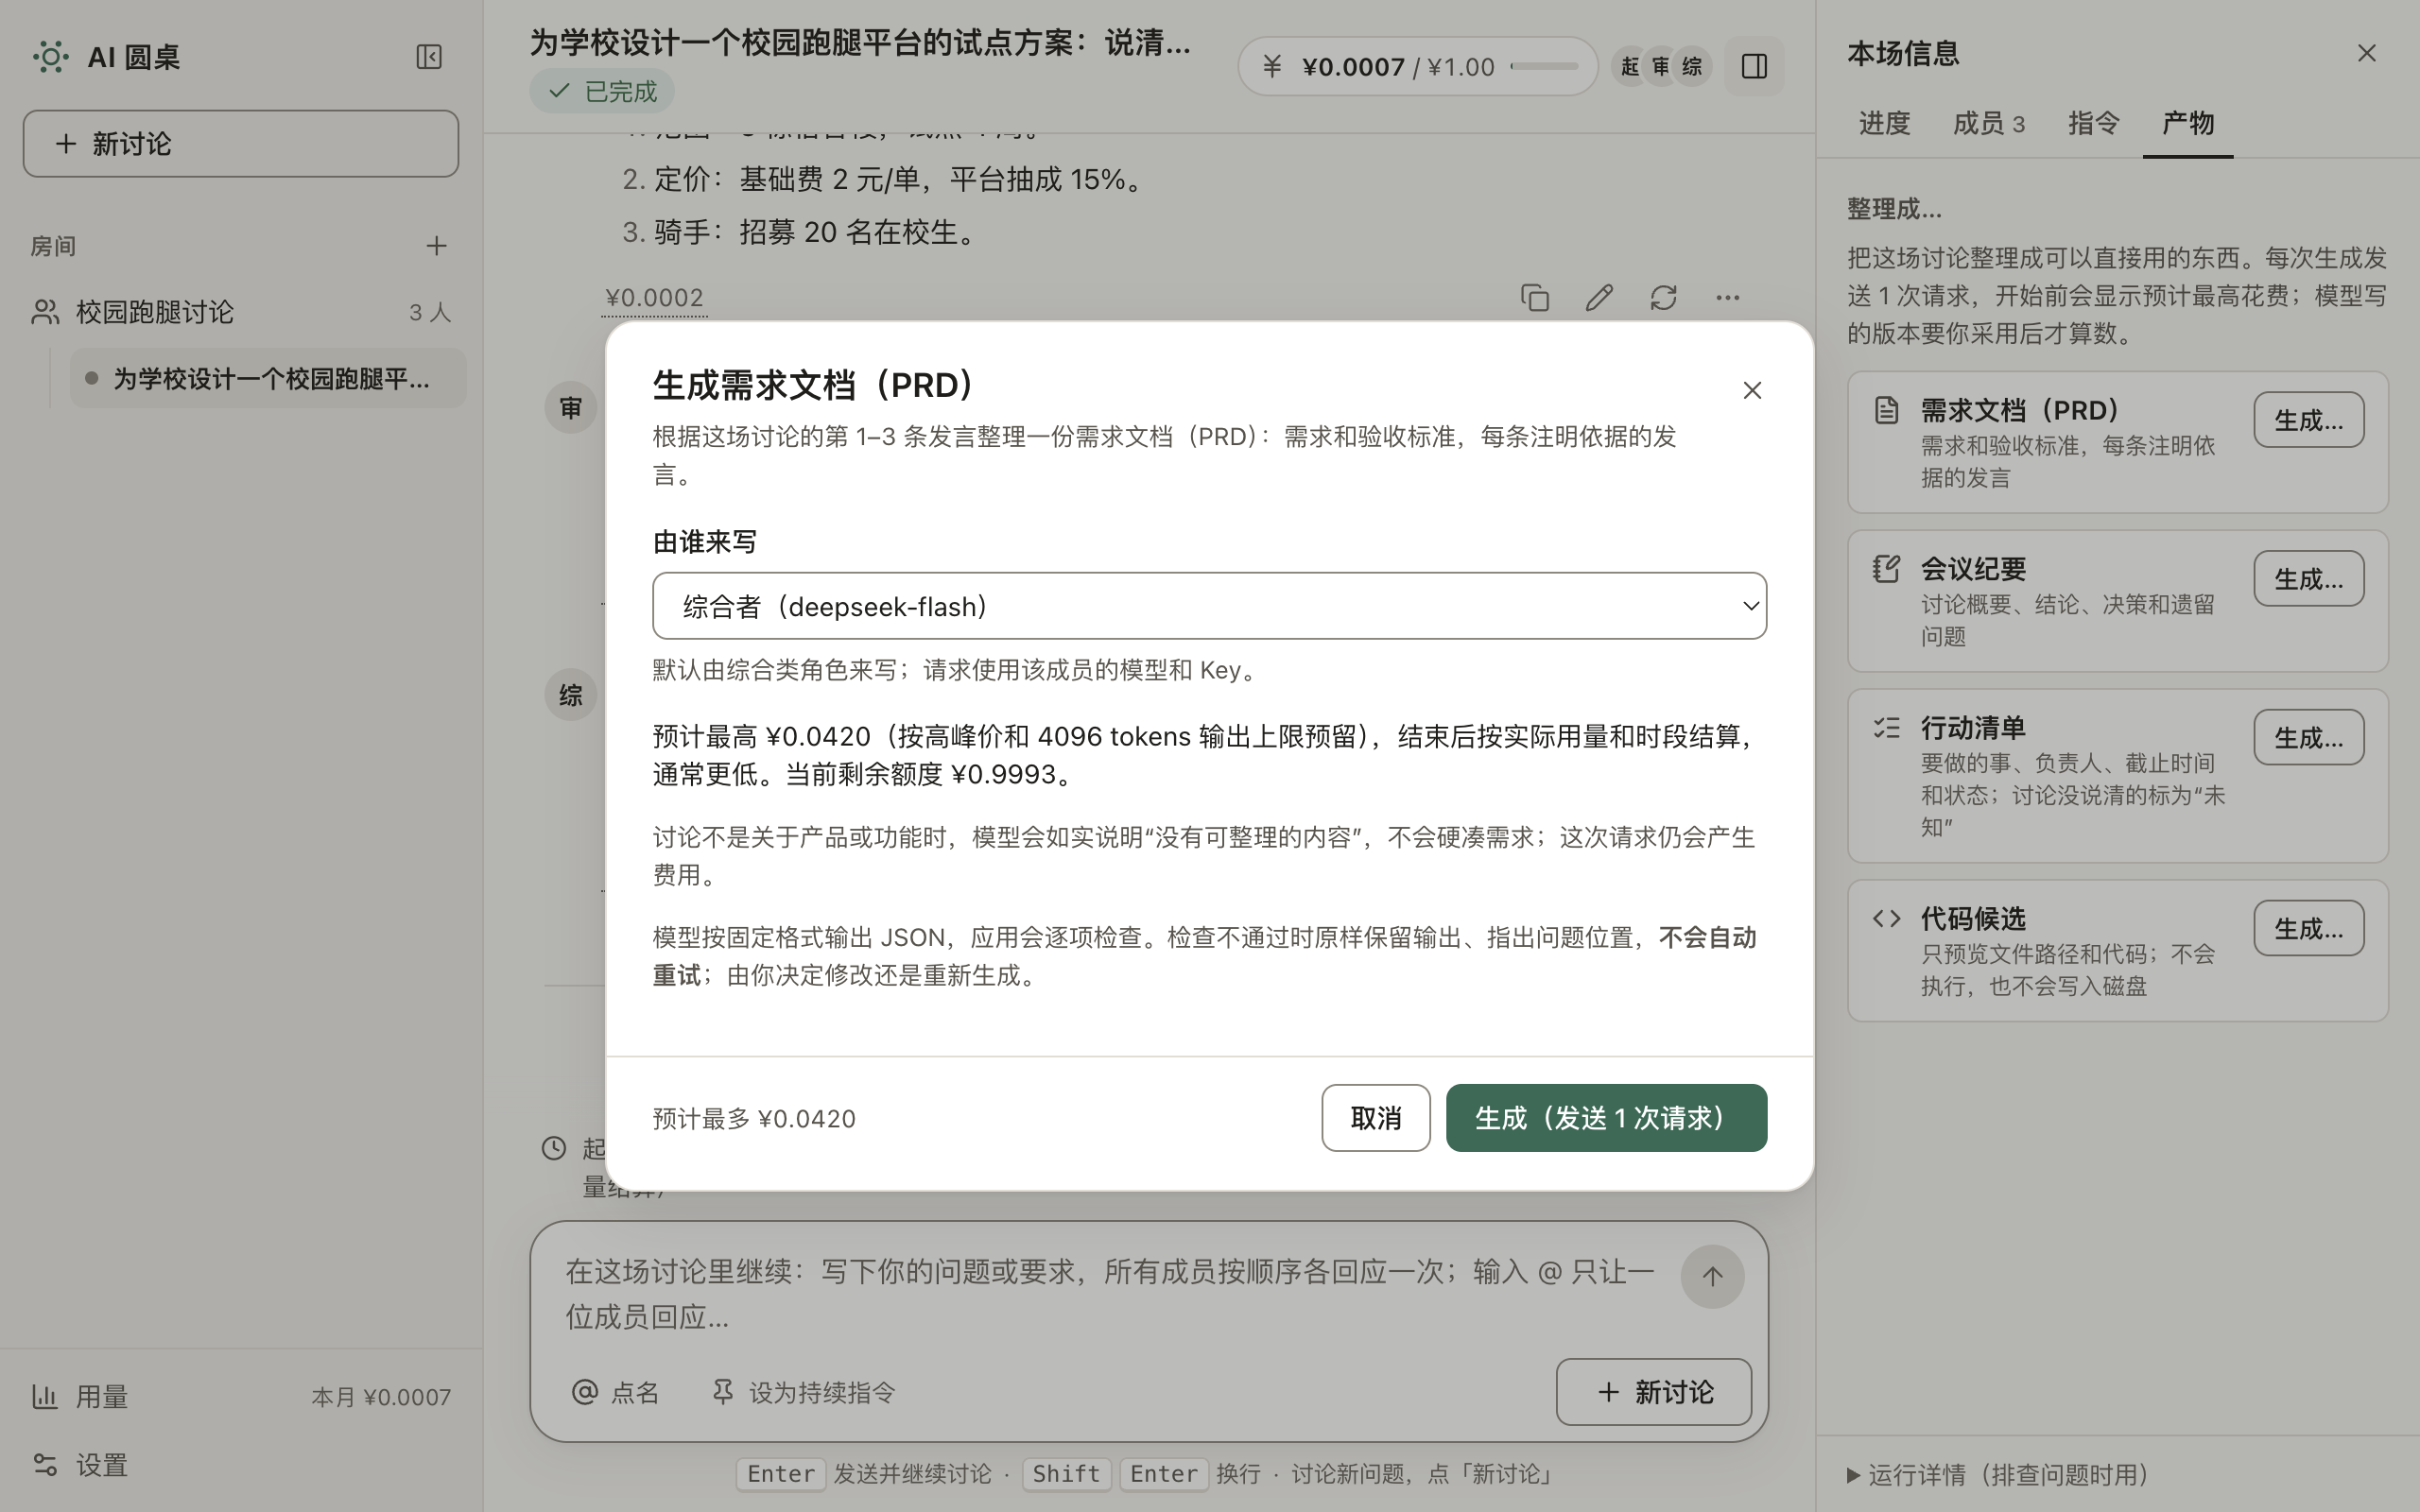 AI 圆桌
新讨论
房间
校园跑腿讨论
3 人
为学校设计一个校园跑腿平...
用量
本月 ¥0.0007
设置
为学校设计一个校园跑腿平台的试点方案：说清...
已完成
¥0.0007 / ¥1.00
起
审
综
2. 定价：基础费 2 元/单，平台抽成 15%。
3. 骑手：招募 20 名在校生。
¥0.0002
审
综
生成需求文档（PRD）
根据这场讨论的第 1–3 条发言整理一份需求文档（PRD）：需求和验收标准，每条注明依据的发
言。
由谁来写
综合者（deepseek-flash）
默认由综合类角色来写；请求使用该成员的模型和 Key。
预计最高 ¥0.0420（按高峰价和 4096 tokens 输出上限预留），结束后按实际用量和时段结算，
通常更低。当前剩余额度 ¥0.9993。
讨论不是关于产品或功能时，模型会如实说明“没有可整理的内容”，不会硬凑需求；这次请求仍会产生
费用。
模型按固定格式输出 JSON，应用会逐项检查。检查不通过时原样保留输出、指出问题位置，不会自动
重试；由你决定修改还是重新生成。
预计最多 ¥0.0420
取消
生成（发送 1 次请求）
起
在这场讨论里继续：写下你的问题或要求，所有成员按顺序各回应一次；输入 @ 只让一
位成员回应...
点名
设为持续指令
新讨论
Enter 发送并继续讨论 · Shift Enter 换行 · 讨论新问题，点「新讨论」
本场信息
进度
成员 3
指令
产物
整理成...
把这场讨论整理成可以直接用的东西。每次生成发
送 1 次请求，开始前会显示预计最高花费；模型写
的版本要你采用后才算数。
需求文档（PRD）
生成...
需求和验收标准，每条注明依
据的发言
会议纪要
生成...
讨论概要、结论、决策和遗留
问题
行动清单
生成...
要做的事、负责人、截止时间
和状态；讨论没说清的标为“未
知”
代码候选
生成...
只预览文件路径和代码；不会
执行，也不会写入磁盘
运行详情（排查问题时用）